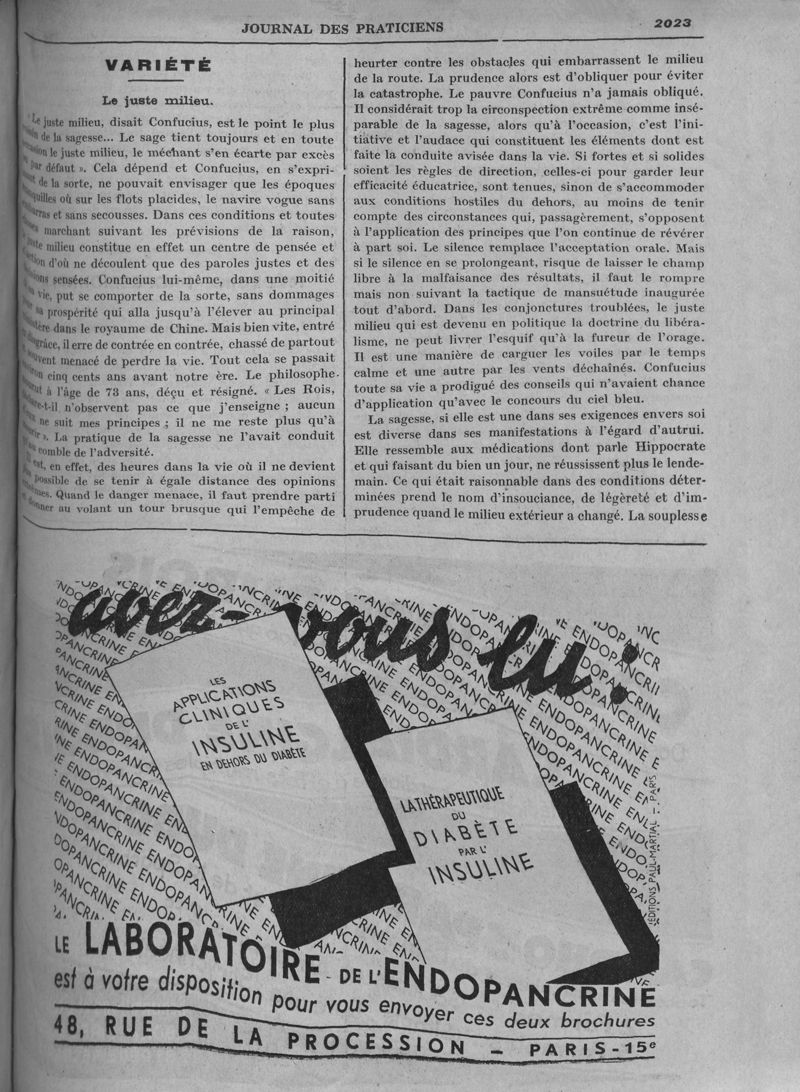 JOURNAL DES PRATICIENS
2023
VARIÉTÉ
Le juste milieu.
juste milieu, disait Confucius, est le point le plus
de la sagesse... Le sage tient toujours et en toute
le juste milieu, le méchant s'en écarte par excès
défaut ». Cela dépend et Confucius, en s'expri-
de la sorte, ne pouvait envisager que les époques
où sur les flots placides, le navire vogue sans
et sans secousses. Dans ces conditions et toutes
marchant suivant les prévisions de la raison,
milieu constitue en effet un centre de pensée et
d'où ne découlent que des paroles justes et des
sensées. Confucius lui-même, dans une moitié
vie, put se comporter de la sorte, sans dommages
prospérité qui alla jusqu'à l'élever au principal
dans le royaume de Chine. Mais bien vite, entré
il erre de contrée en contrée, chassé de partout
menacé de perdre la vie. Tout cela se passait
cinq cents ans avant notre ère. Le philosophe
à l'âge de 73 ans, déçu et résigné. « Les Rois,
n'observent pas ce que j'enseigne ; aucun
ne suit mes principes ; il ne me reste plus qu'à
». La pratique de la sagesse ne l'avait conduit
comble de l'adversité.
est, en effet, des heures dans la vie où il ne devient
possible de se tenir à égale distance des opinions
Quand le danger menace, il faut prendre parti
au volant un tour brusque qui l'empêche de
heurter contre les obstacles qui embarrassent le milieu
de la route. La prudence alors est d'obliquer pour éviter
la catastrophe. Le pauvre Confucius n'a jamais obliqué.
Il considérait trop la circonspection extrême comme insé-
parable de la sagesse, alors qu'à l'occasion, c'est l'ini-
tiative et l'audace qui constituent les éléments dont est
faite la conduite avisée dans la vie. Si fortes et si solides
soient les règles de direction, celles-ci pour garder leur
efficacité éducatrice, sont tenues, sinon de s'accommoder
aux conditions hostiles du dehors, au moins de tenir
compte des circonstances qui, passagèrement, s'opposent
à l'application des principes que l'on continue de révérer
à part soi. Le silence remplace l'acceptation orale. Mais
si le silence en se prolongeant, risque de laisser le champ
libre à la malfaisance des résultats, il faut le rompre
mais non suivant la tactique de mansuétude inaugurée
tout d'abord. Dans les conjonctures troublées, le juste
milieu qui est devenu en politique la doctrine du libéra-
lisme, ne peut livrer l'esquif qu'à la fureur de l'orage.
Il est une manière de carguer les voiles par le temps
calme et une autre par les vents déchaînés. Confucius
toute sa vie a prodigué des conseils qui n'avaient chance
d'application qu'avec le concours du ciel bleu.
La sagesse, si elle est une dans ses exigences envers soi
est diverse dans ses manifestations à l'égard d'autrui.
Elle ressemble aux médications dont parle Hippocrate
et qui faisant du bien un jour, ne réussissent plus le lende-
main. Ce qui était raisonnable dans des conditions déter-
minées prend le nom d'insouciance, de légèreté et d'im-
prudence quand le milieu extérieur a changé. La souplesse
avez-vous lu!
LES
APPLICATIONS
CLINIQUES
DE L'
INSULINE
EN DEHORS DU DIABÈTE
LA THÉRAPEUTIQUE
DU
DIABÈTE
PAR L'
INSULINE
ENDOPANCRINE ENDOPANCRINE
ÉDITIONS PAUL-MARTIAL — PARIS
LE LABORATOIRE DE L'ENDOPANCRINE
est à votre disposition pour vous envoyer ces deux brochures
48, RUE DE LA PROCESSION — PARIS-15e